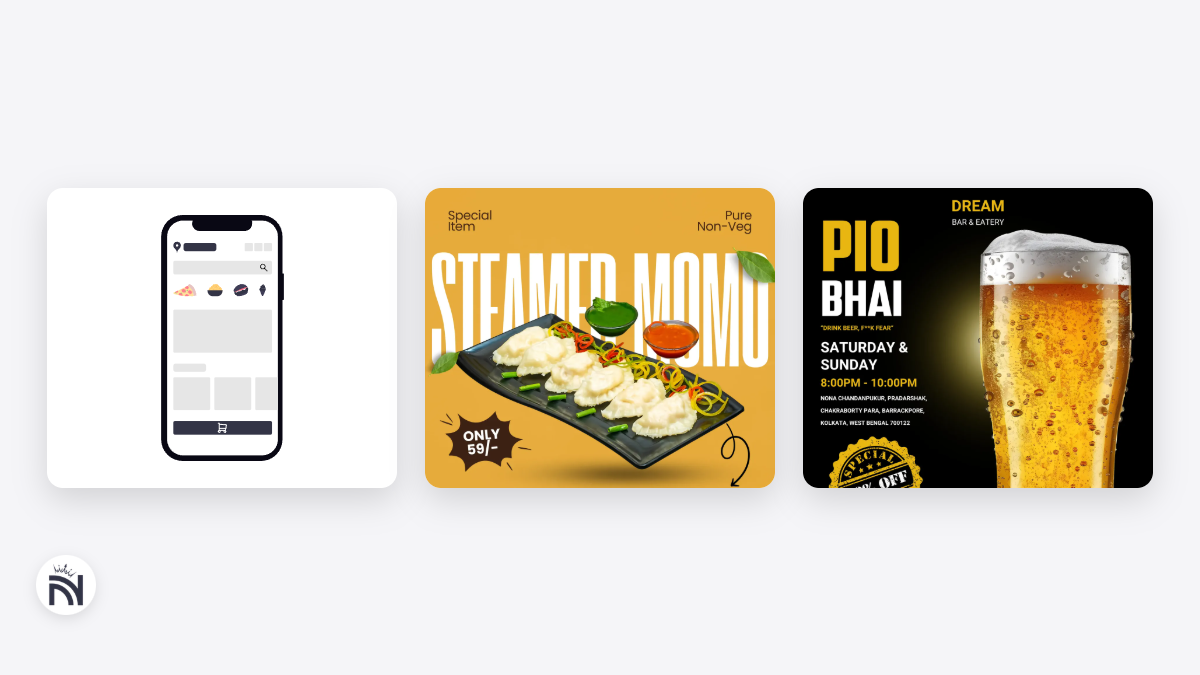 Special
Item
Pure
Non-Veg
STEAMED MOMO
ONLY
59/-
DREAM
BAR & EATERY
PIO
BHAI
"DRINK BEER, F**K FEAR"
SATURDAY &
SUNDAY
8:00PM - 10:00PM
NONA CHANDANPUKUR, PRADARSHAK,
CHAKRABORTY PARA, BARRACKPORE,
KOLKATA, WEST BENGAL 700122
SPECIAL
OFF